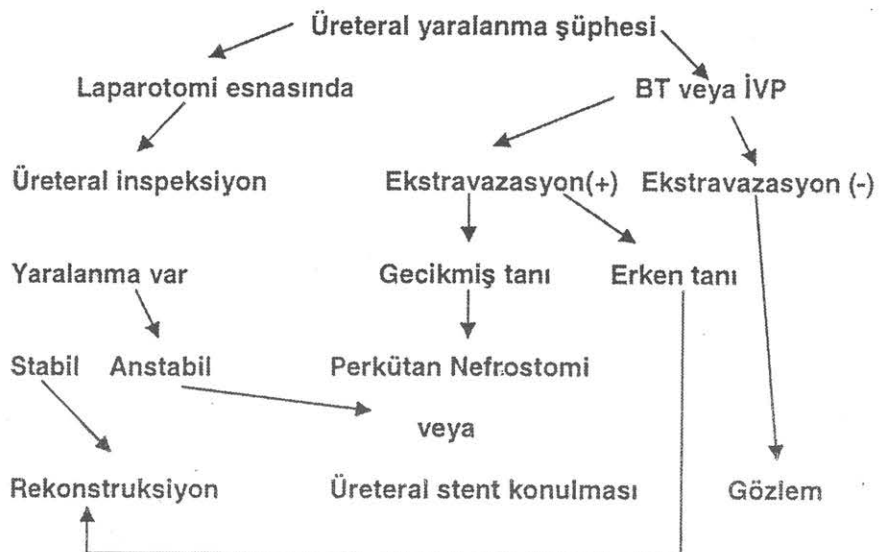 Üreteral yaralanma şüphesi
Laparotomi esnasında BT veya İVP
Üreteral inspeksiyon Ekstravazasyon(+) Ekstravazasyon (-)
Yaralanma var Gecikmiş tanı Erken tanı
Stabil Anstabil Perkütan Nefrostomi
veya
Rekonstruksiyon Üreteral stent konulması Gözlem